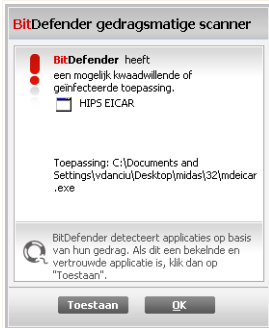 BitDefender gedragsmatige scanner
BitDefender heeft
een mogelijk kwaadwillende of
geïnfecteerde toepassing.
HIPS EICAR
Toepassing: C:\Documents and
Settings\vdanciu\Desktop\midas\32\mdeicar
.exe
BitDefender detecteert applicaties op basis
van hun gedrag. Als dit een bekelnde en
vertrouwde applicatie is, klik dan op
"Toestaan".
Toestaan
OK